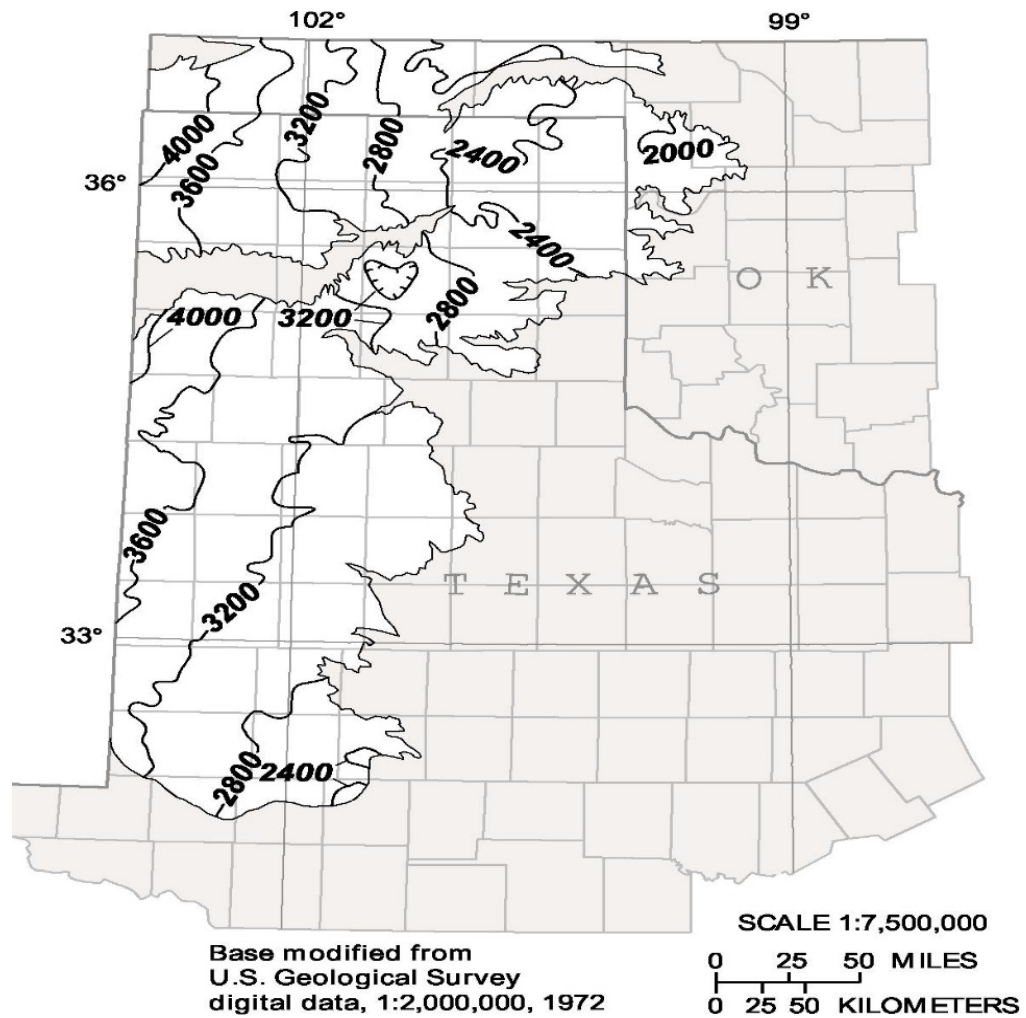 102° 99°
4000
3600
3200
2800
2400
2000
36°
2400
O K
2800
4000 3200
3600
TEXAS
3200
33°
2800
2400
SCALE 1:7,500,000
Base modified from
U.S. Geological Survey
digital data, 1:2,000,000, 1972
0 25 50 MILES
0 25 50 KILOMETERS